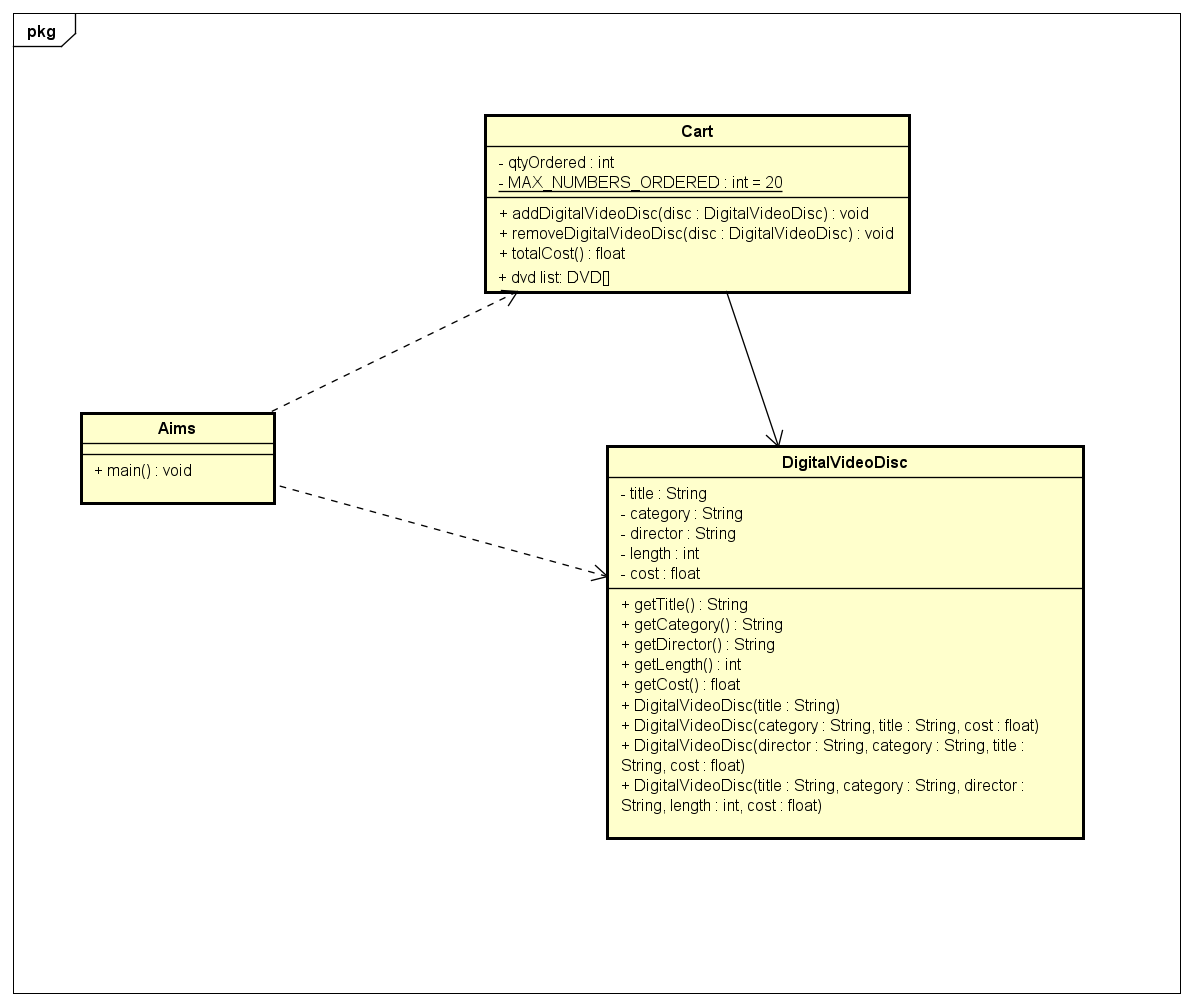 pkg
Cart
- qtyOrdered : int
- MAX_NUMBERS_ORDERED : int = 20
+ addDigitalVideoDisc(disc : DigitalVideoDisc) : void
+ removeDigitalVideoDisc(disc : DigitalVideoDisc) : void
+ totalCost() : float
+ dvd list: DVD[]
Aims
+ main() : void
DigitalVideoDisc
- title : String
- category : String
- director : String
- length : int
- cost : float
+ getTitle() : String
+ getCategory() : String
+ getDirector() : String
+ getLength() : int
+ getCost() : float
+ DigitalVideoDisc(title : String)
+ DigitalVideoDisc(category : String, title : String, cost : float)
+ DigitalVideoDisc(director : String, category : String, title :
String, cost : float)
+ DigitalVideoDisc(title : String, category : String, director :
String, length : int, cost : float)